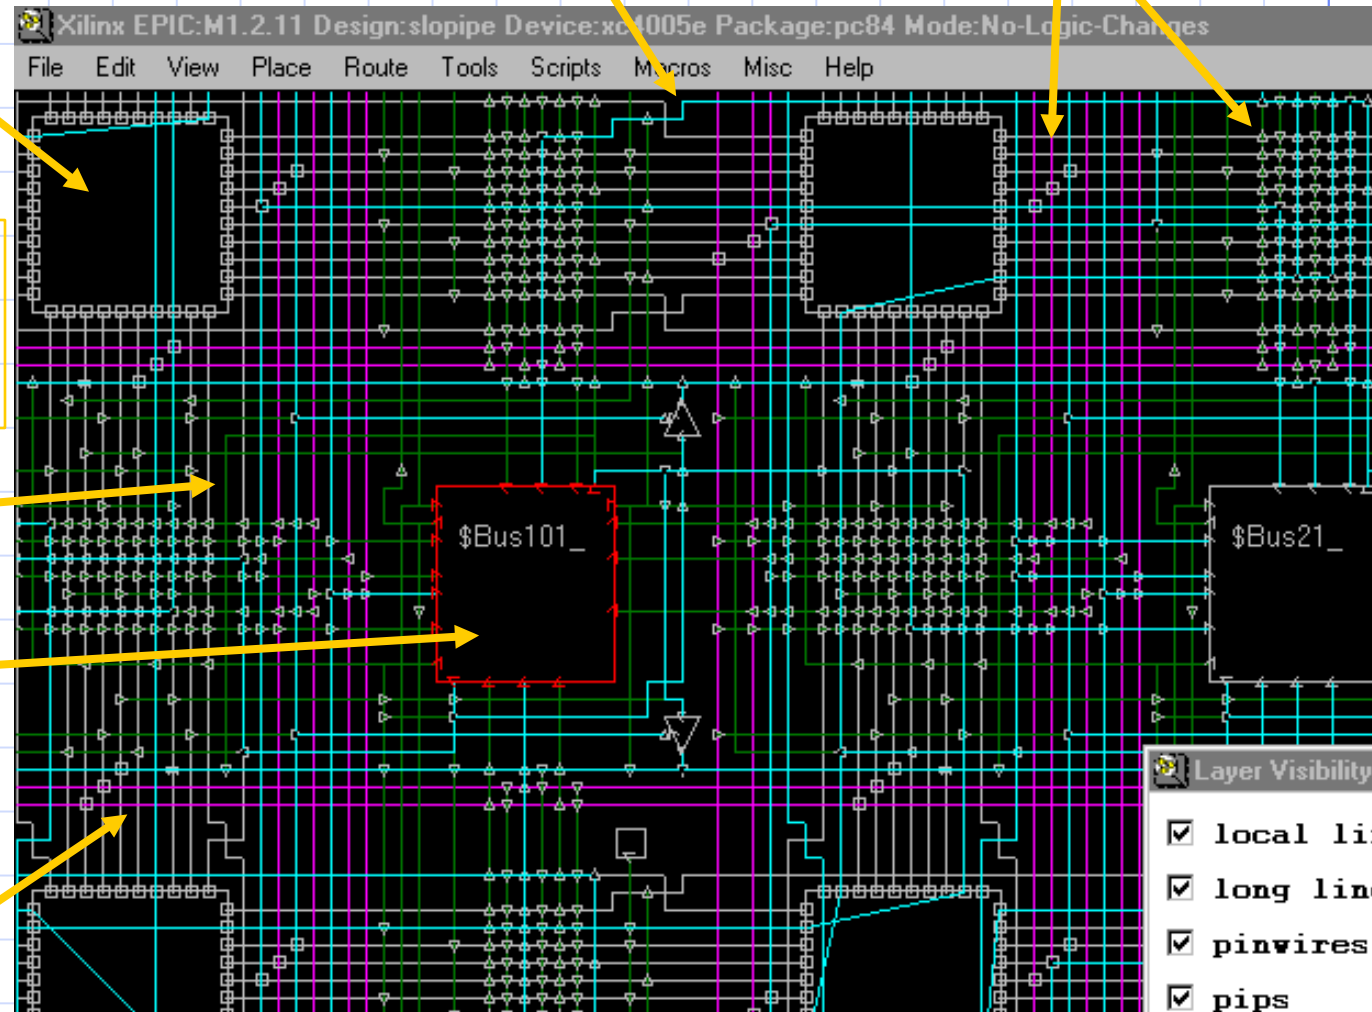 Xilinx EPIC:M1.2.11 Design:slopipe Device:xc4005e Package:pc84 Mode:No-Logic-Changes
File Edit View Place Route Tools Scripts Macros Misc Help
$Bus101_
$Bus21_
Layer Visibility
local li
long lin
pinwires
pips